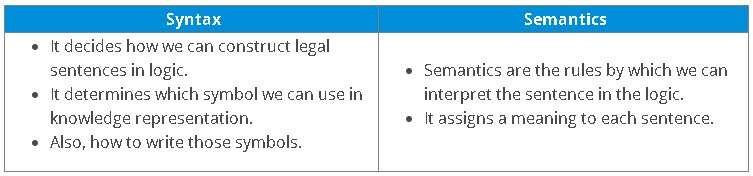 Syntax
Semantics
• It decides how we can construct legal
sentences in logic.
• It determines which symbol we can use in
knowledge representation.
• Also, how to write those symbols.
• Semantics are the rules by which we can
interpret the sentence in the logic.
• It assigns a meaning to each sentence.